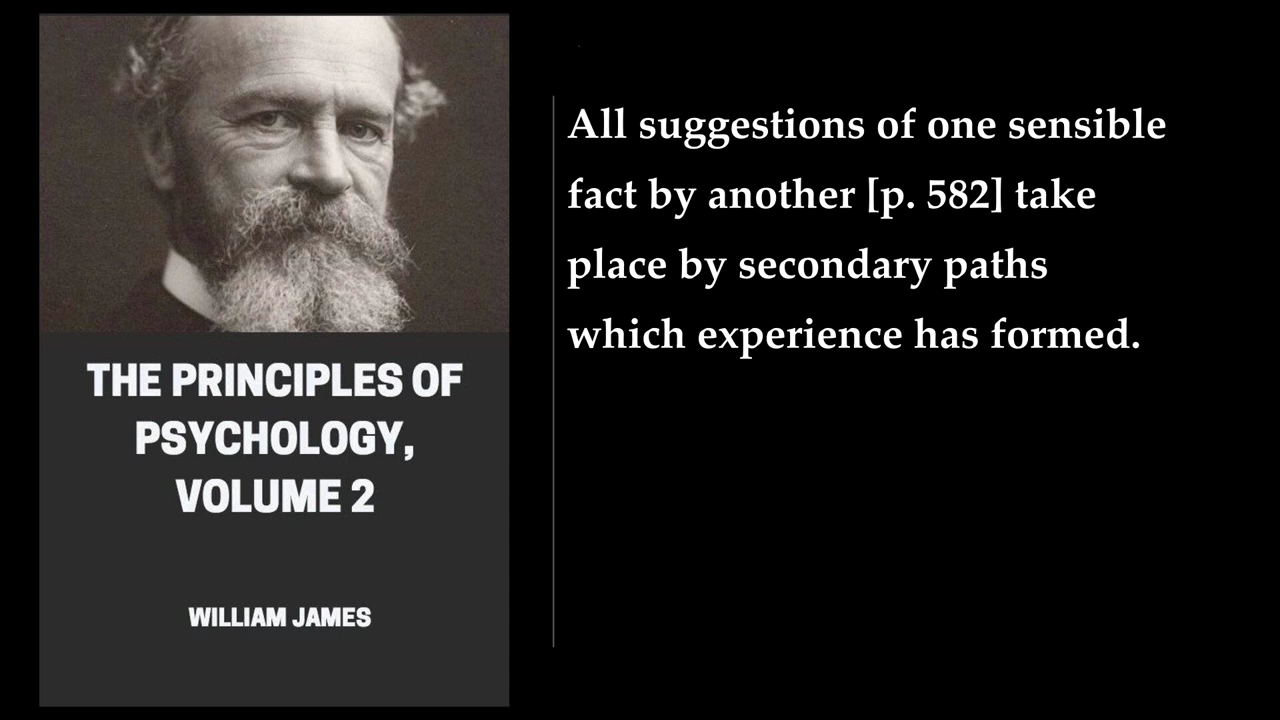 THE PRINCIPLES OF
PSYCHOLOGY,
VOLUME 2
WILLIAM JAMES
All suggestions of one sensible
fact by another [p. 582] take
place by secondary paths
which experience has formed.